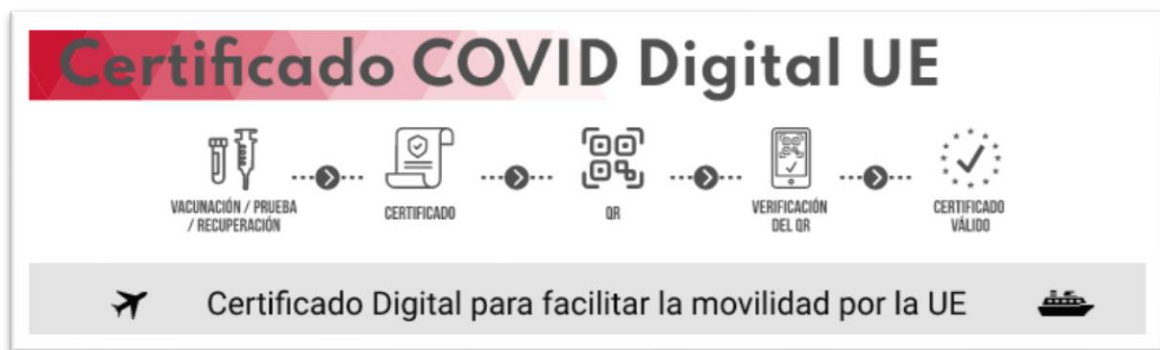 Certificado COVID Digital UE
VACUNACIÓN / PRUEBA
/ RECUPERACIÓN
CERTIFICADO
QR
VERIFICACIÓN
DEL QR
CERTIFICADO
VÁLIDO
Certificado Digital para facilitar la movilidad por la UE